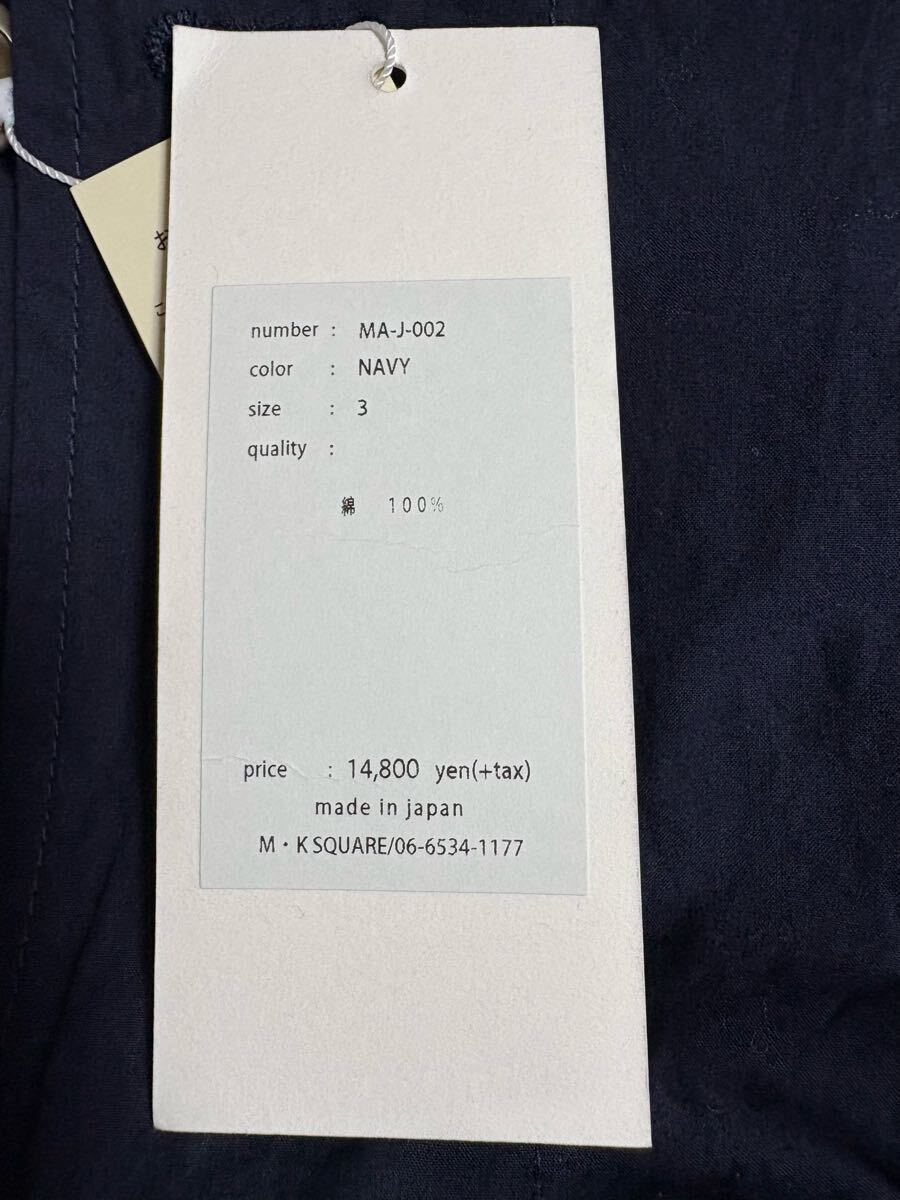 number : MA-J-002
color : NAVY
size : 3
quality :
綿 100%
price : 14,800 yen(+tax)
made in japan
M・K SQUARE/06-6534-1177